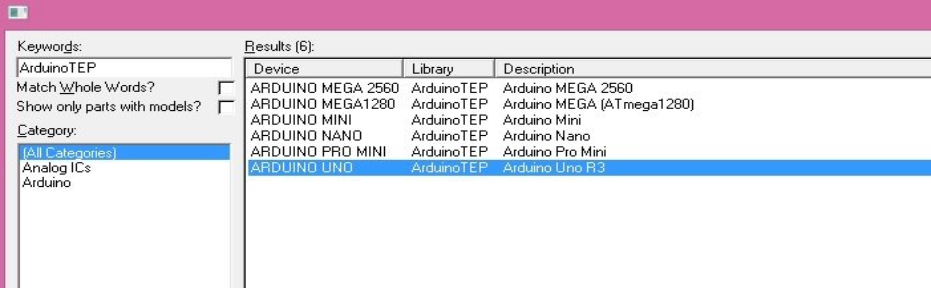 Keywords:
ArduinoTEP
Match Whole Words?
Show only parts with models?
Category:
(All Categories)
Analog ICs
Arduino
Results (6):
Device Library Description
ARDUINO MEGA 2560 ArduinoTEP Arduino MEGA 2560
ARDUINO MEGA1280 ArduinoTEP Arduino MEGA (ATmega1280)
ARDUINO MINI ArduinoTEP Arduino Mini
ARDUINO NANO ArduinoTEP Arduino Nano
ARDUINO PRO MINI ArduinoTEP Arduino Pro Mini
ARDUINO UNO ArduinoTEP Arduino Uno R3